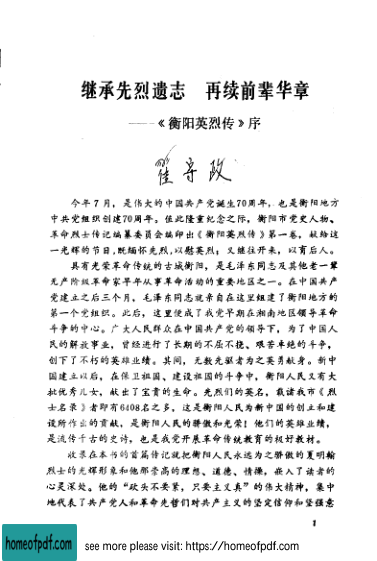 继承先烈遗志 再续前辈华章
——《衡阳英烈传》序
翟守政
今年7月，是伟大的中国共产党诞生70周年，也是衡阳地方
中共党组织创建70周年。值此隆重纪念之际，衡阳市党史人物、
革命烈士传记编纂委员会编印出《衡阳英烈传》第一卷，献给这
一光辉的节日，既缅怀先烈，以慰英烈；又继往开来，以育后人。
具有光荣革命传统的古城衡阳，是毛泽东同志及其他老一辈
无产阶级革命家早年从事革命活动的重要地区之一。在中国共产
党建立之后三个月，毛泽东同志就亲自在这里组建了衡阳地方的
第一个党组织。此后，这里便成了我党早期在湘南地区领导革命
斗争的中心。广大人民群众在中国共产党的领导下，为了中国人
民的解放事业，曾经进行了长期的不屈不挠、艰苦卓绝的斗争，
创下了不朽的英雄业绩。其间，无数先驱者为之英勇献身。新中
国建立以后，在保卫祖国、建设祖国的斗争中，衡阳人民又有大
批优秀儿女，献出了宝贵的生命。先烈们的英名，载诸我市《烈
士名录》者即有6408名之多，这是衡阳人民为新中国的创立和建
设所作出的贡献，是衡阳人民的骄傲和光荣！他们的英雄业绩，
是流传千古的史诗，也是我党开展革命传统教育的极好教材。
收录在本书的首篇传记就把衡阳人民永远为之骄傲的夏明翰
烈士的光辉形象和他那崇高的理想、道德、情操，嵌入了读者的
心灵深处。他的“砍头不要紧，只要主义真”的伟大精神，集中
地代表了共产党人和革命先哲们对共产主义的坚定信仰和坚强意
1
homeofpdf.com
see more please visit: https://homeofpdf.com